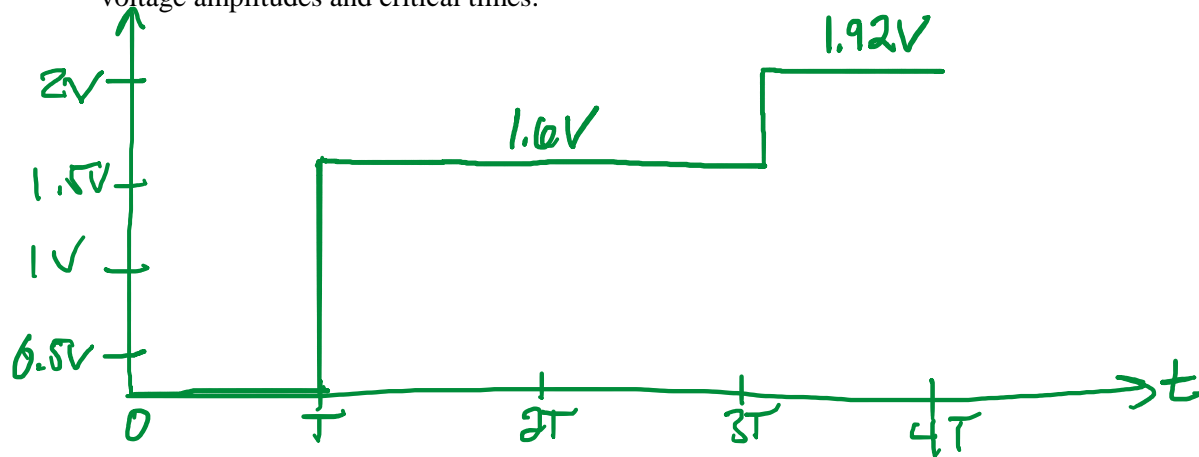 voltage amplitudes and critical times.
1.92V
2V
1.6V
1.5V
1V
0.5V
t
0 T 2T 3T 4T